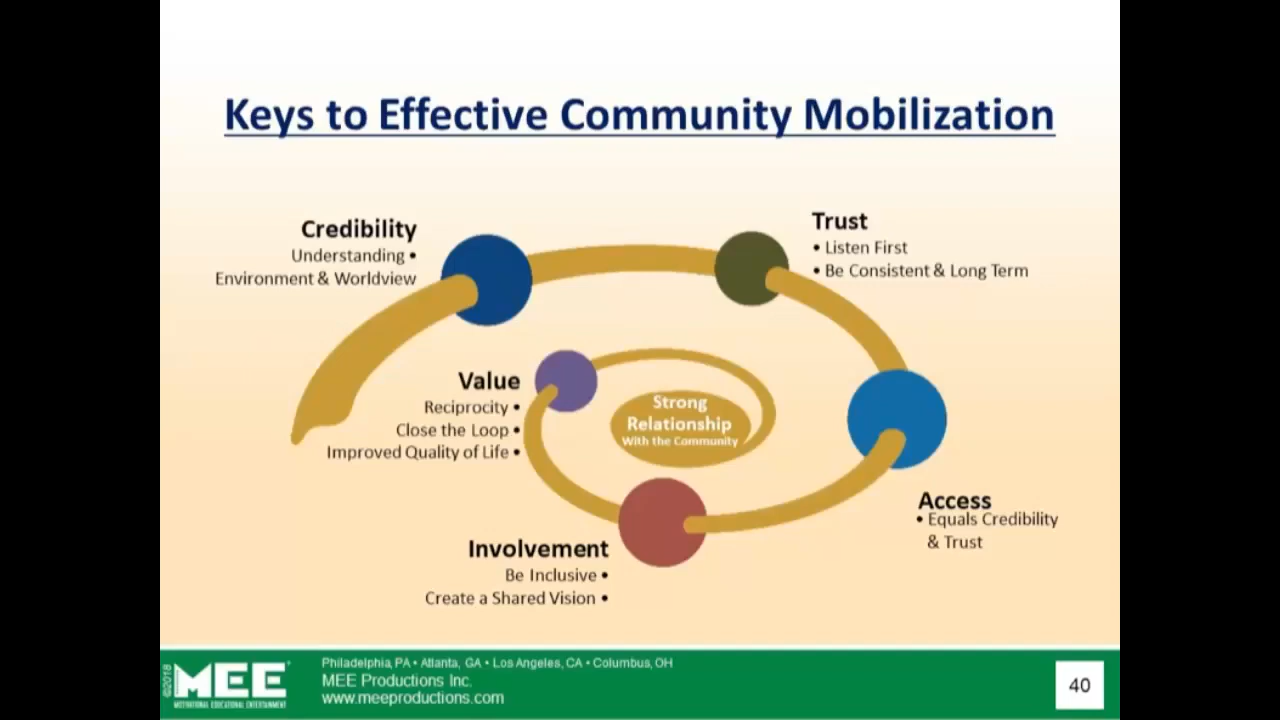 Keys to Effective Community Mobilization
Credibility
Understanding •
Environment & Worldview
Trust
• Listen First
• Be Consistent & Long Term
Value
Reciprocity •
Close the Loop •
Improved Quality of Life •
Strong
Relationship
With the Community
Access
• Equals Credibility
& Trust
Involvement
Be Inclusive •
Create a Shared Vision •
©2018
MEE
MOTIVATIONAL EDUCATIONAL ENTERTAINMENT
Philadelphia, PA • Atlanta, GA • Los Angeles, CA • Columbus, OH
MEE Productions Inc.
www.meeproductions.com
40